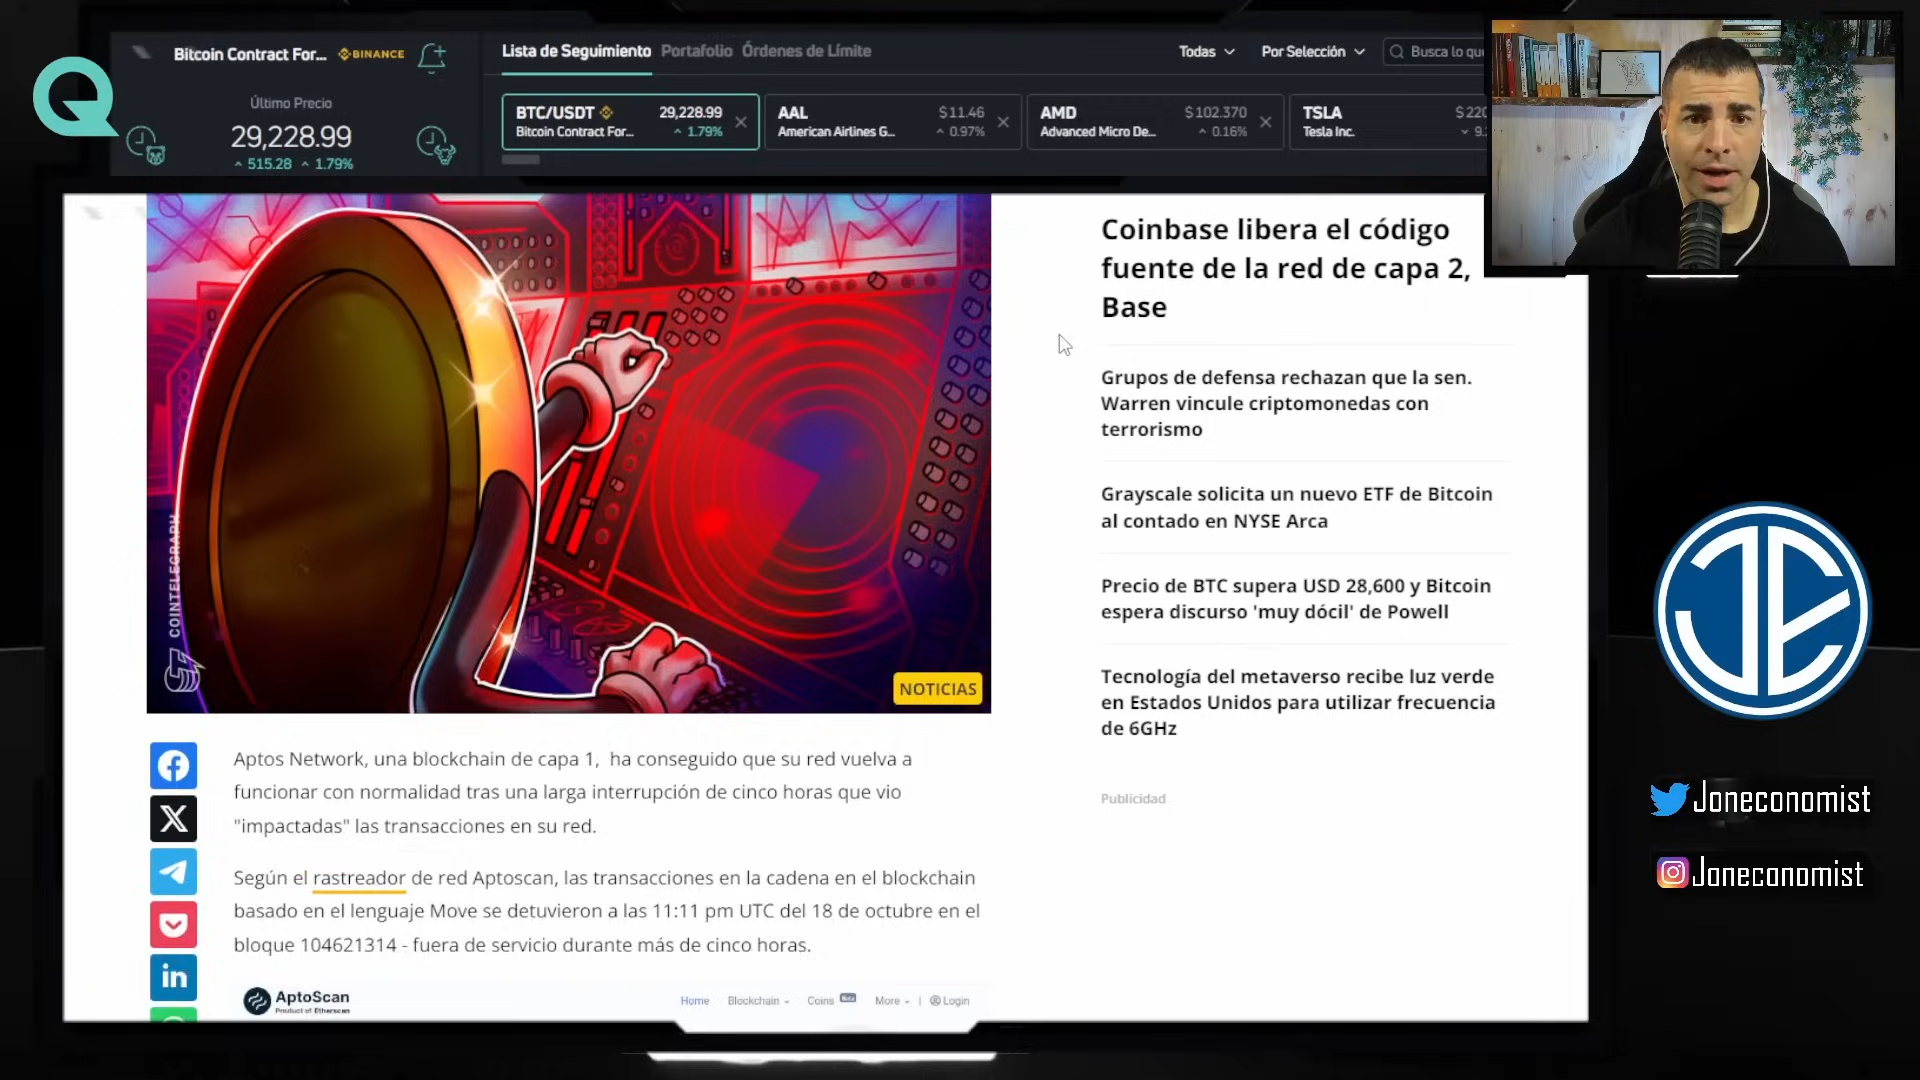 Bitcoin Contract For...
BINANCE
Último Precio
29,228.99
515.28 1.79%
Lista de Seguimiento Portafolio Órdenes de Límite
Todas
Por Selección
Busca lo que
BTC/USDT 29,228.99
Bitcoin Contract For... 1.79%
AAL $11.46
American Airlines G... 0.97%
AMD $102.370
Advanced Micro De... 0.16%
TSLA $220
Tesla Inc. 9.
COINTELEGRAPH
NOTICIAS
Coinbase libera el código
fuente de la red de capa 2,
Base
Grupos de defensa rechazan que la sen.
Warren vincule criptomonedas con
terrorismo
Grayscale solicita un nuevo ETF de Bitcoin
al contado en NYSE Arca
Precio de BTC supera USD 28,600 y Bitcoin
espera discurso 'muy dócil' de Powell
Tecnología del metaverso recibe luz verde
en Estados Unidos para utilizar frecuencia
de 6GHz
Publicidad
Aptos Network, una blockchain de capa 1, ha conseguido que su red vuelva a
funcionar con normalidad tras una larga interrupción de cinco horas que vio
"impactadas" las transacciones en su red.
Según el rastreador de red Aptoscan, las transacciones en la cadena en el blockchain
basado en el lenguaje Move se detuvieron a las 11:11 pm UTC del 18 de octubre en el
bloque 104621314 - fuera de servicio durante más de cinco horas.
AptoScan
Product of Etherscan
Home Blockchain Coins Beta More | Login
JE
Joneconomist
Joneconomist